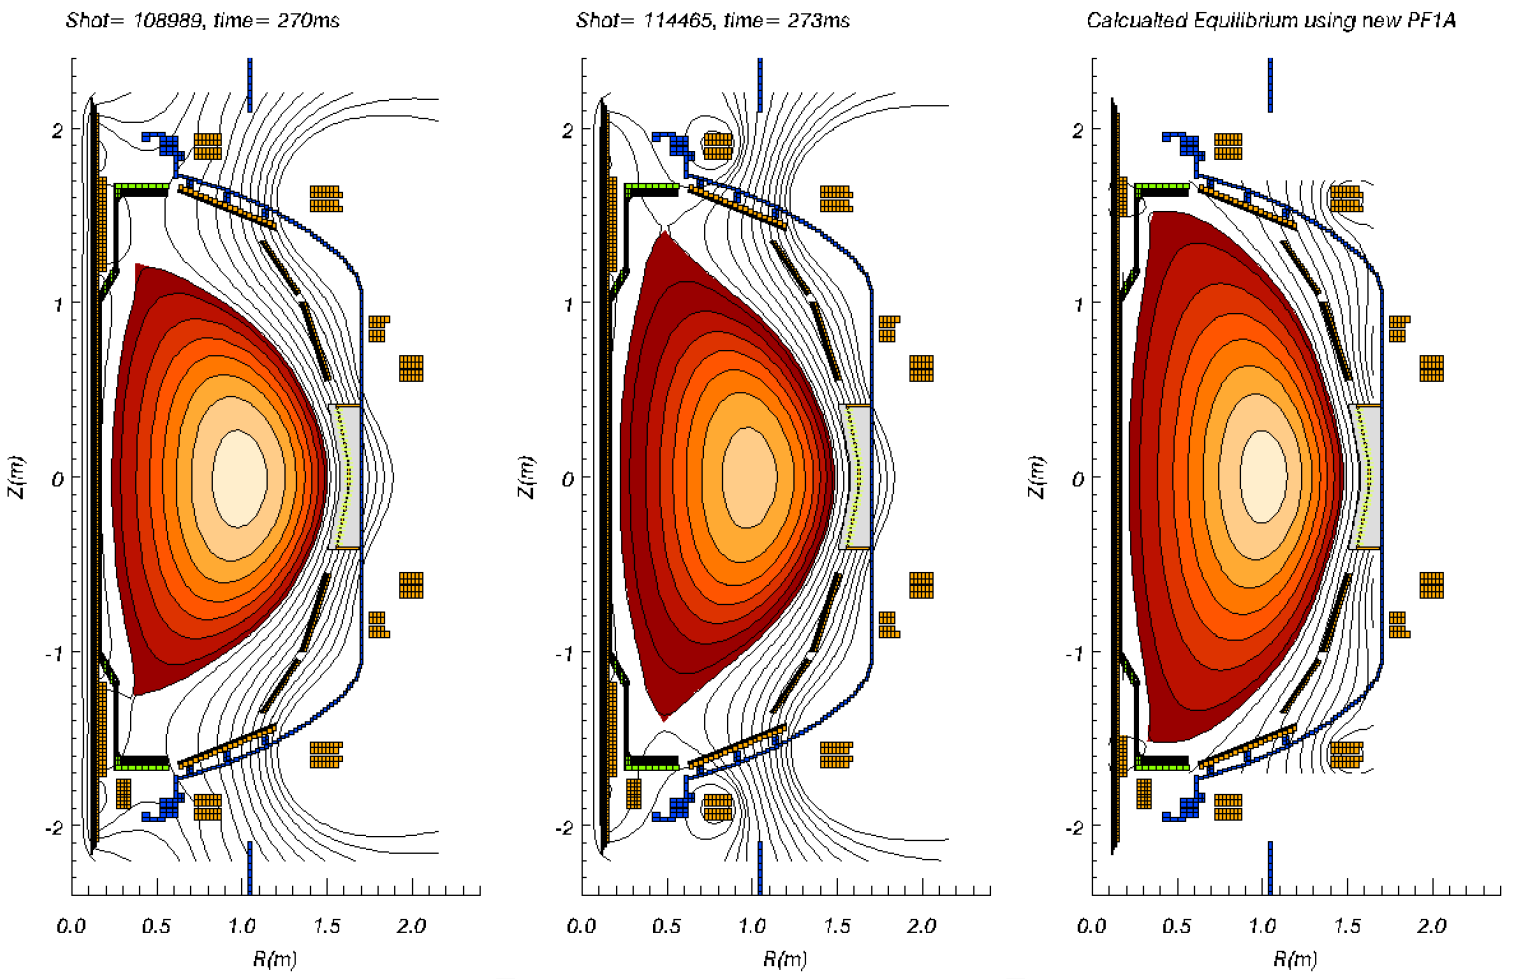 Shot= 108989, time= 270ms
Shot= 114465, time= 273ms
Calcualted Equilibrium using new PF1A
2
1
0
-1
-2
Z(m)
0.0 0.5 1.0 1.5 2.0
R(m)
2
1
0
-1
-2
Z(m)
0.0 0.5 1.0 1.5 2.0
R(m)
2
1
0
-1
-2
Z(m)
0.0 0.5 1.0 1.5 2.0
R(m)